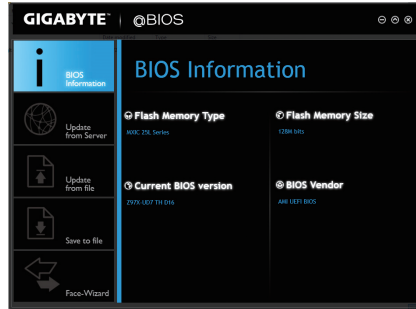 GIGABYTE™ @BIOS
BIOS Information
BIOS
Information
Update
from Server
Update
from file
Save to file
Face-Wizard
Flash Memory Type
MXIC 25L Series
Flash Memory Size
128M bits
Current BIOS version
Z97X-UD7 TH D16
BIOS Vendor
AMI UEFI BIOS